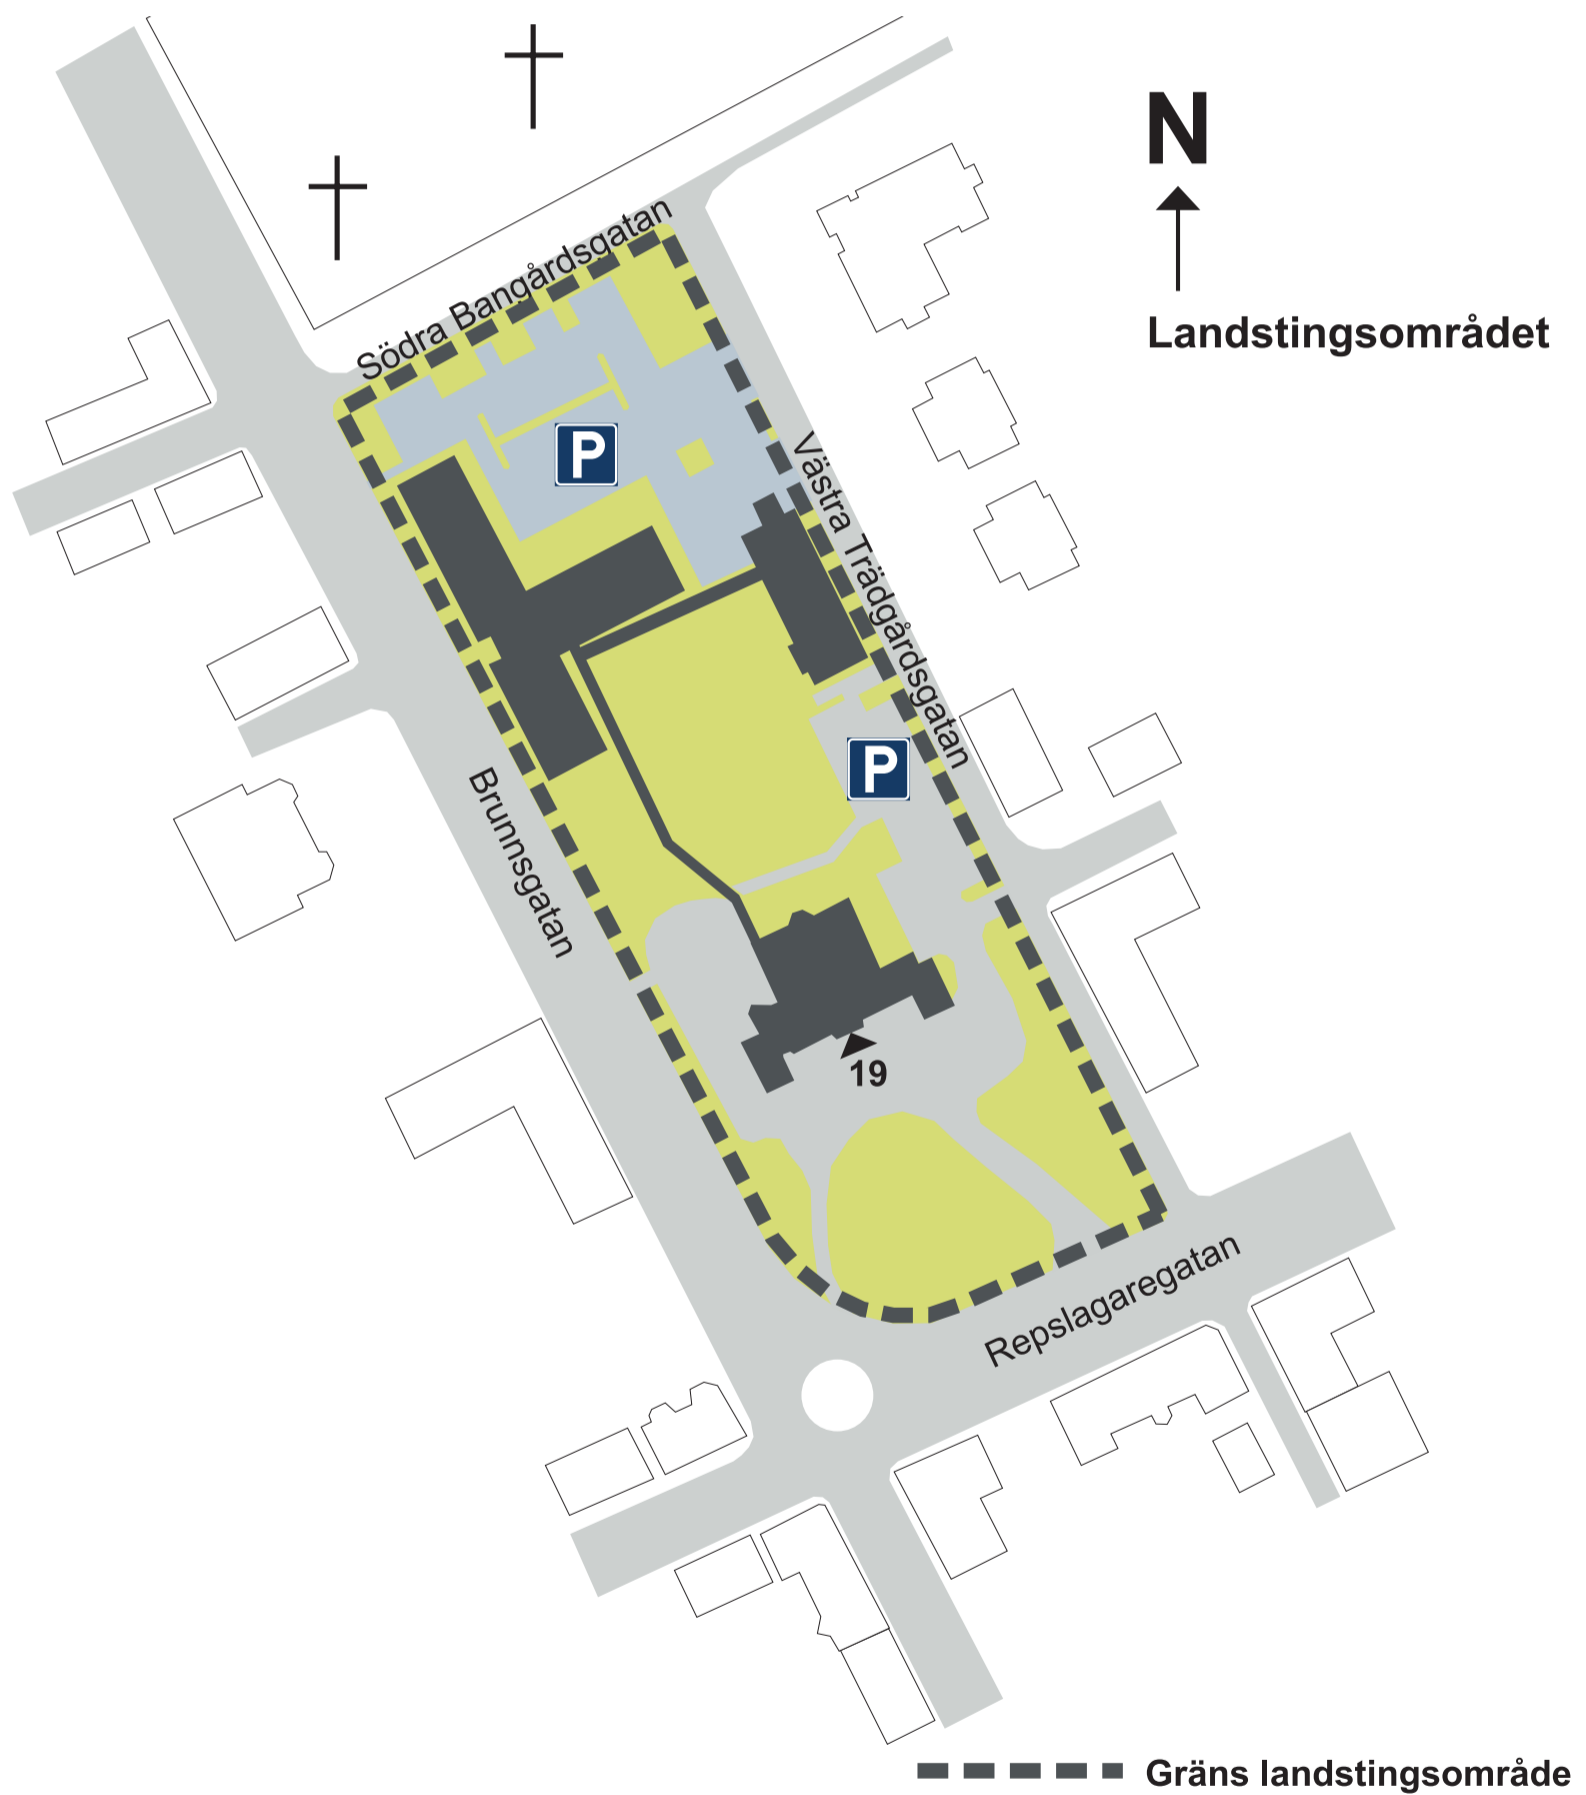 N
Landstingsområdet
Södra Bangårdsgatan
P
Västra Trädgårdsgatan
P
Brunnsgatan
19
Repslagaregatan
Gräns landstingsområde